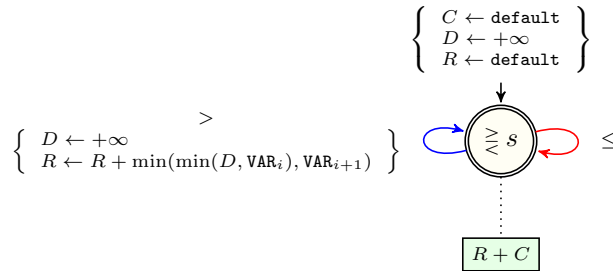 C ← default
D ← +∞
R ← default
>
D ← +∞
R ← R + min(min(D, VAR_i), VAR_{i+1})
≥ s
≤
≤
R + C